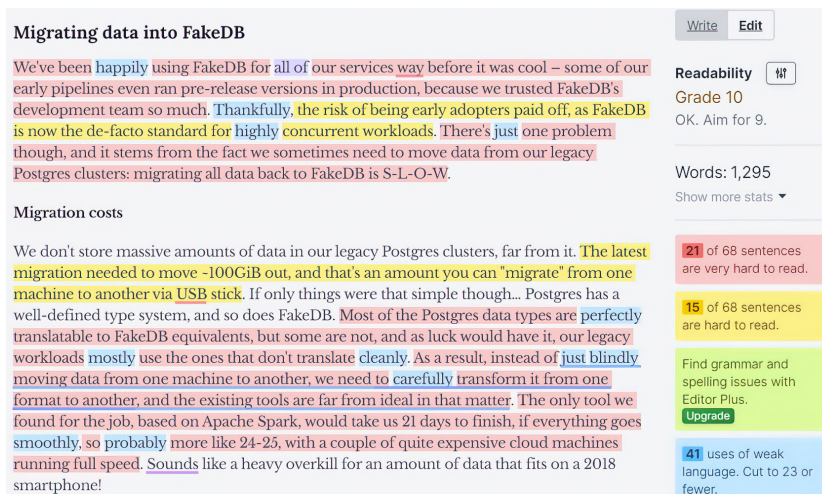 Migrating data into FakeDB
We've been happily using FakeDB for all of our services way before it was cool – some of our
early pipelines even ran pre-release versions in production, because we trusted FakeDB's
development team so much. Thankfully, the risk of being early adopters paid off, as FakeDB
is now the de-facto standard for highly concurrent workloads. There's just one problem
though, and it stems from the fact we sometimes need to move data from our legacy
Postgres clusters: migrating all data back to FakeDB is S-L-O-W.
Migration costs
We don't store massive amounts of data in our legacy Postgres clusters, far from it. The latest
migration needed to move ~100GiB out, and that's an amount you can "migrate" from one
machine to another via USB stick. If only things were that simple though... Postgres has a
well-defined type system, and so does FakeDB. Most of the Postgres data types are perfectly
translatable to FakeDB equivalents, but some are not, and as luck would have it, our legacy
workloads mostly use the ones that don't translate cleanly. As a result, instead of just blindly
moving data from one machine to another, we need to carefully transform it from one
format to another, and the existing tools are far from ideal in that matter. The only tool we
found for the job, based on Apache Spark, would take us 21 days to finish, if everything goes
smoothly, so probably more like 24-25, with a couple of quite expensive cloud machines
running full speed. Sounds like a heavy overkill for an amount of data that fits on a 2018
smartphone!
Write Edit
Readability
Grade 10
OK. Aim for 9.
Words: 1,295
Show more stats
21 of 68 sentences
are very hard to read.
15 of 68 sentences
are hard to read.
Find grammar and
spelling issues with
Editor Plus.
Upgrade
41 uses of weak
language. Cut to 23 or
fewer.